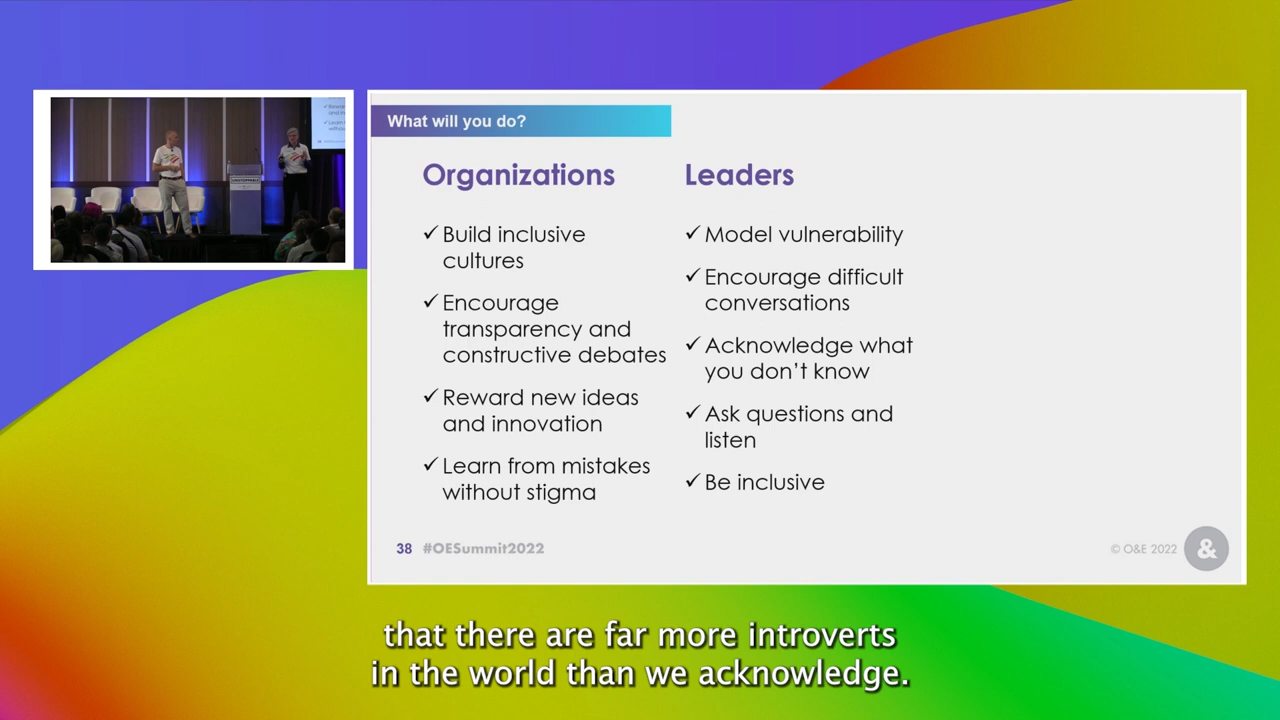 What will you do?
Organizations
✓ Build inclusive
cultures
✓ Encourage
transparency and
constructive debates
✓ Reward new ideas
and innovation
✓ Learn from mistakes
without stigma
Leaders
✓ Model vulnerability
✓ Encourage difficult
conversations
✓ Acknowledge what
you don’t know
✓ Ask questions and
listen
✓ Be inclusive
38 #OESummit2022
© O&E 2022 &
that there are far more introverts
in the world than we acknowledge.